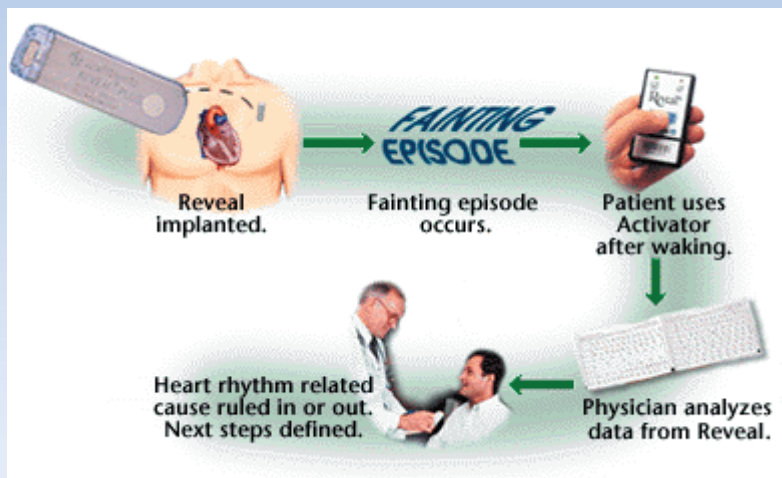 Reveal
implanted.
FAINTING
EPISODE
Fainting episode
occurs.
Reveal
Patient uses
Activator
after waking.
Physician analyzes
data from Reveal.
Heart rhythm related
cause ruled in or out.
Next steps defined.